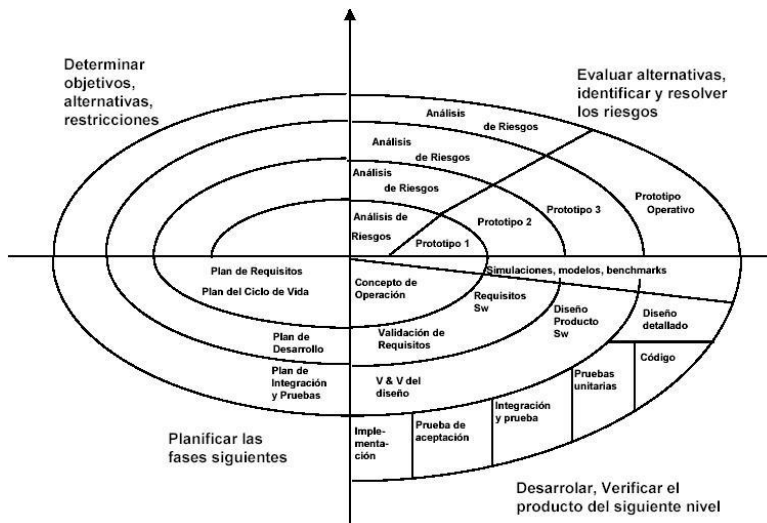 Determinar
objetivos,
alternativas,
restricciones
Evaluar alternativas,
identificar y resolver
los riesgos
Análisis
de Riesgos
Análisis
de Riesgos
Análisis
de Riesgos
Análisis de
Riesgos
Prototipo 1
Prototipo 2
Prototipo 3
Prototipo
Operativo
Simulaciones, modelos, benchmarks
Plan de Requisitos
Plan del Ciclo de Vida
Concepto de
Operación
Requisitos
Sw
Diseño
Producto
Sw
Diseño
detallado
Plan de
Desarrollo
Validación de
Requisitos
Código
Pruebas
unitarias
Plan de
Integración
y Pruebas
V & V del
diseño
Integración
y prueba
Prueba de
aceptación
Imple-
menta-
ción
Planificar las
fases siguientes
Desarrolar, Verificar el
producto del siguiente nivel